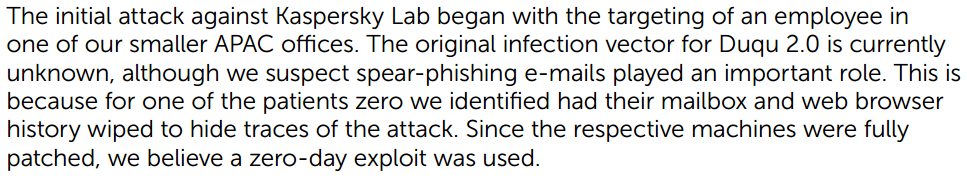 The initial attack against Kaspersky Lab began with the targeting of an employee in
one of our smaller APAC offices. The original infection vector for Duqu 2.0 is currently
unknown, although we suspect spear-phishing e-mails played an important role. This is
because for one of the patients zero we identified had their mailbox and web browser
history wiped to hide traces of the attack. Since the respective machines were fully
patched, we believe a zero-day exploit was used.